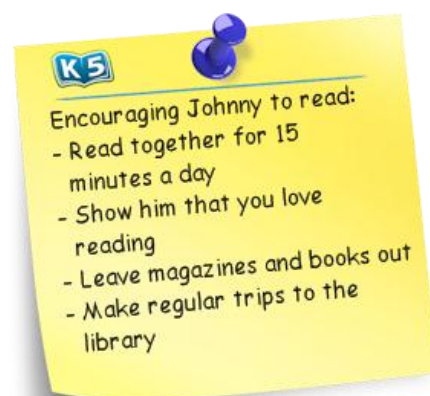 K5
Encouraging Johnny to read:
- Read together for 15
minutes a day
- Show him that you love
reading
- Leave magazines and books out
- Make regular trips to the
library